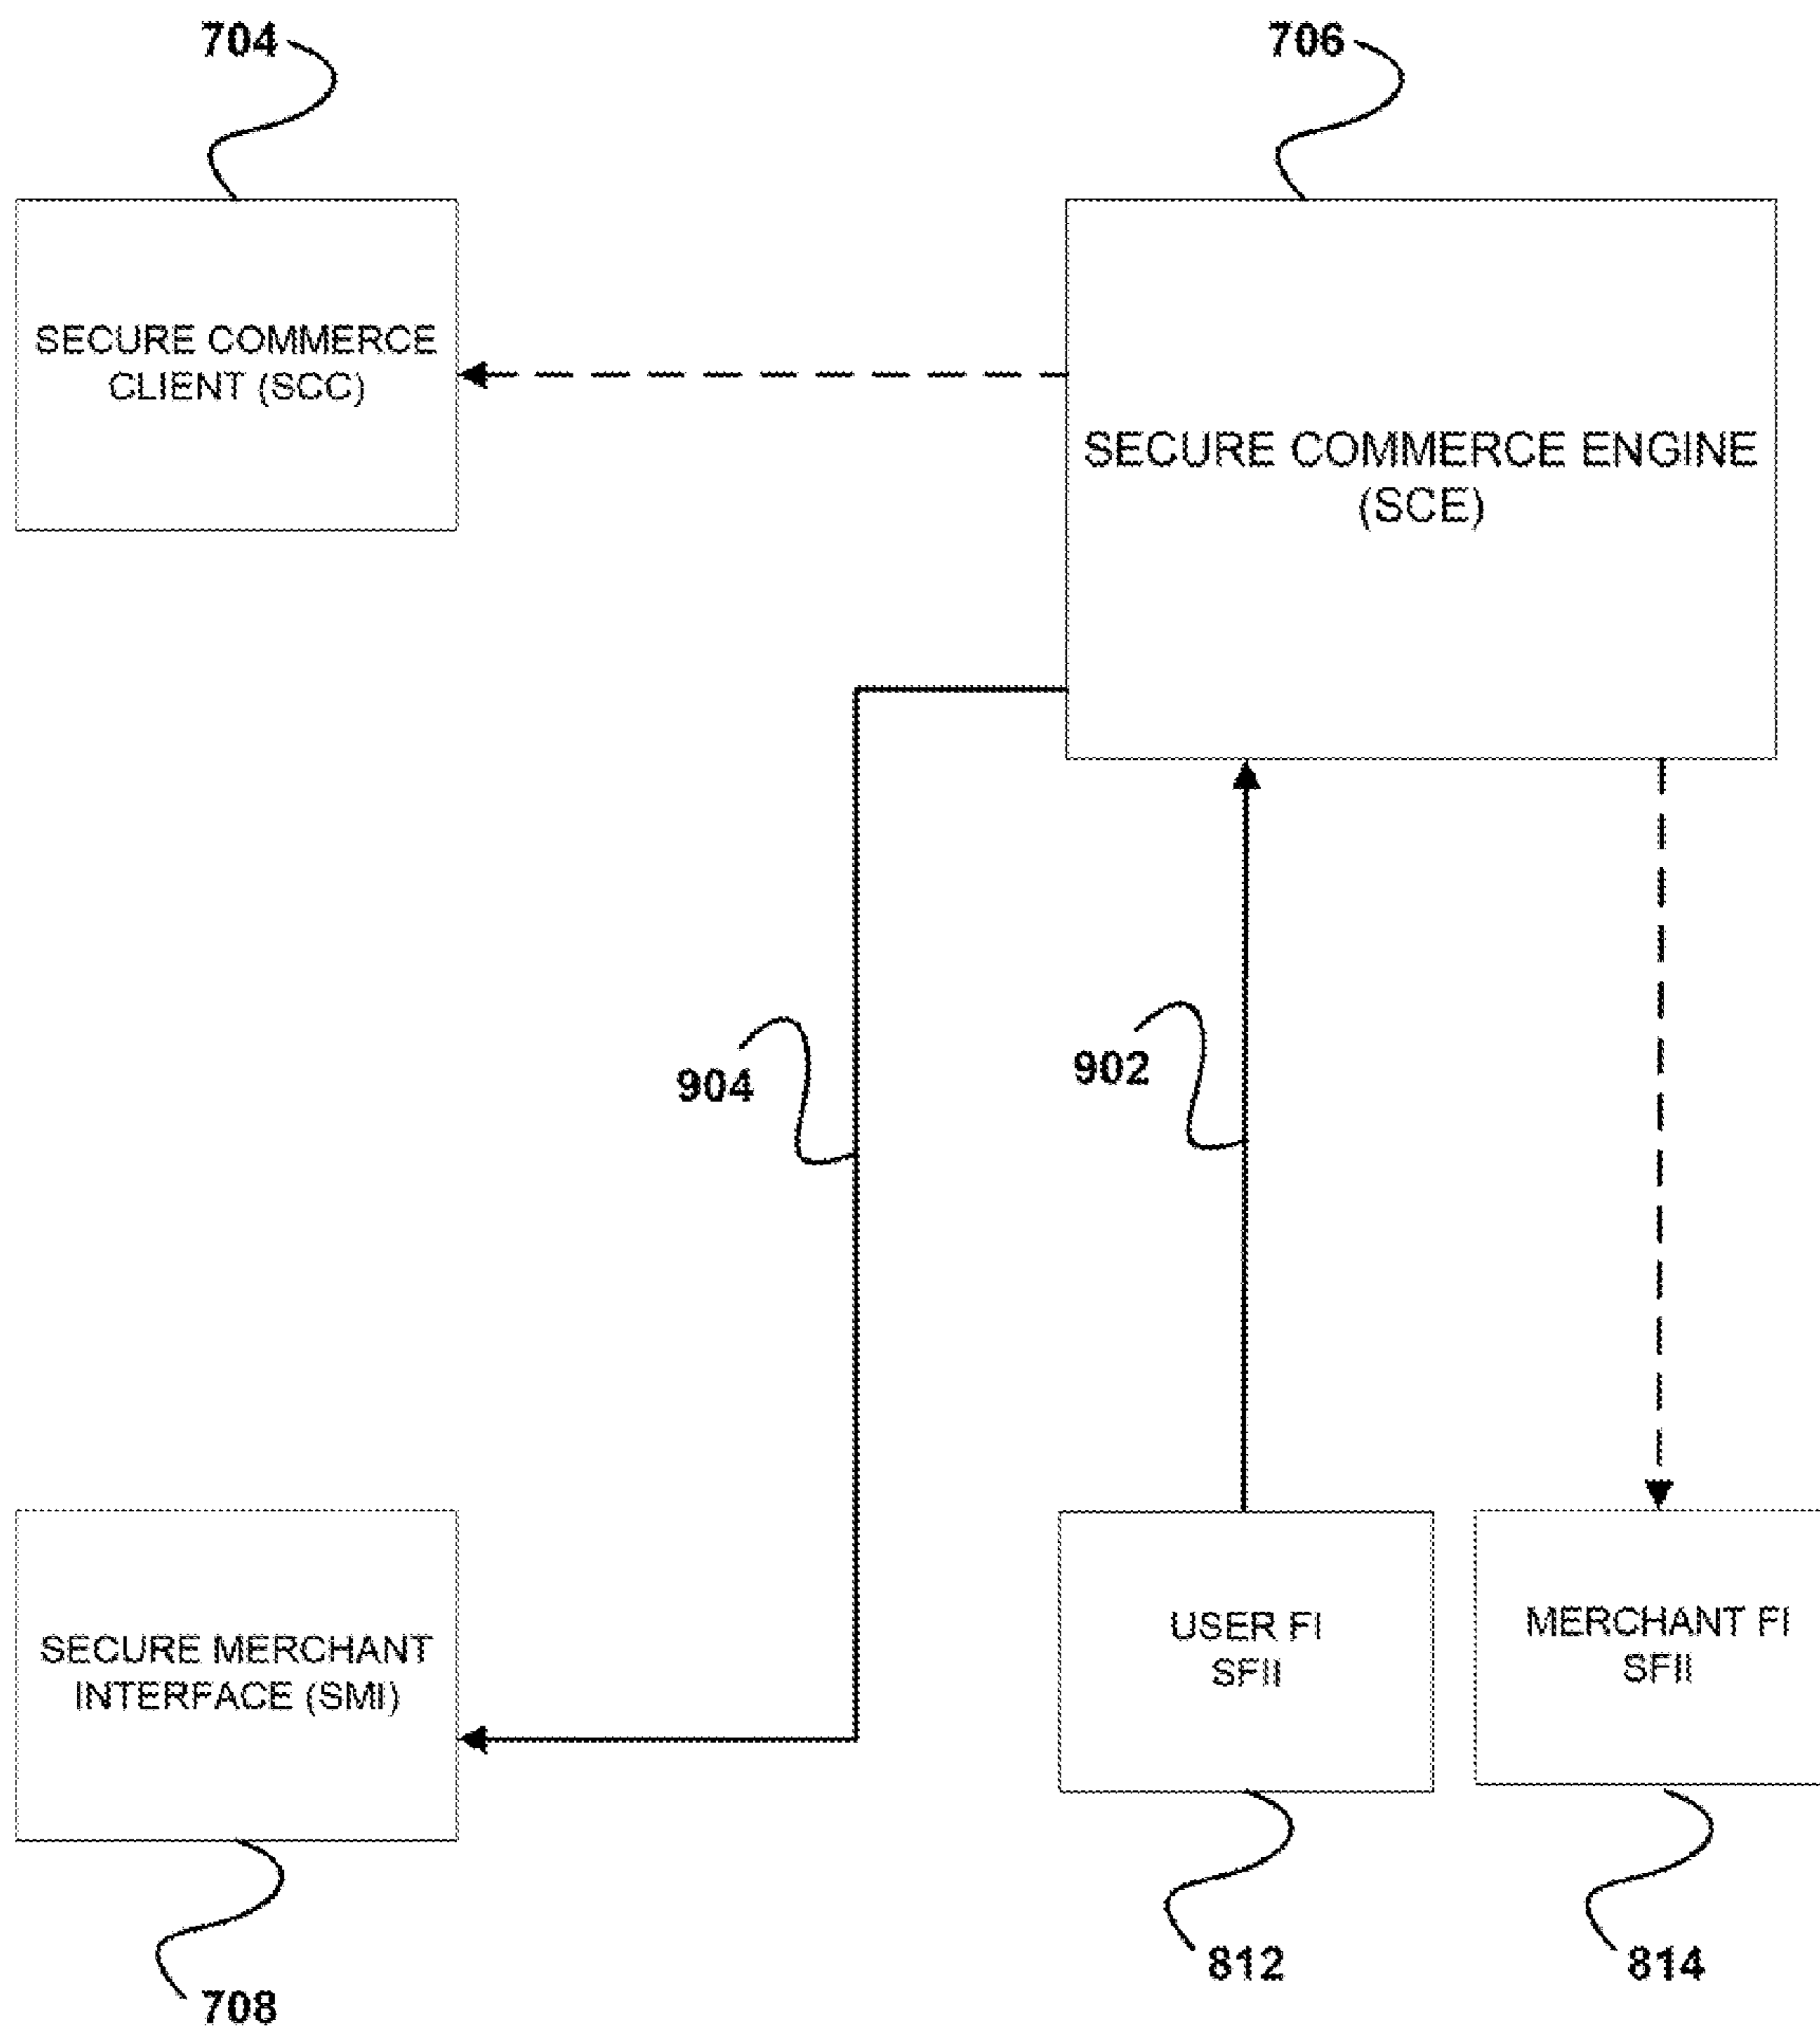 704
706
SECURE COMMERCE
CLIENT (SCC)
SECURE COMMERCE ENGINE
(SCE)
904
902
SECURE MERCHANT
INTERFACE (SMI)
USER FI
SFII
MERCHANT FI
SFII
708
812
814